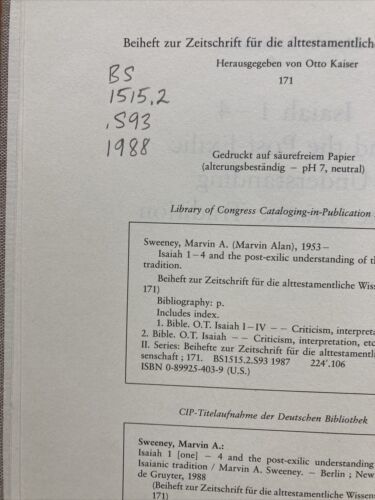 Beiheft zur Zeitschrift für die alttestamentliche
Herausgegeben von Otto Kaiser
171
BS
1515.2
.S93
1988
Gedruckt auf säurefreiem Papier
(alterungsbeständig – pH 7, neutral)
Library of Congress Cataloging-in-Publication
Sweeney, Marvin A. (Marvin Alan), 1953–
Isaiah 1–4 and the post-exilic understanding of th
tradition.
Beiheft zur Zeitschrift für die alttestamentliche Wisse
171)
Bibliography: p.
Includes index.
1. Bible. O.T. Isaiah I–IV – – Criticism, interpreta
2. Bible. O.T. Isaiah – – Criticism, interpretation, etc
II. Series: Beihefte zur Zeitschrift für die alttestamentli
senschaft ; 171. BS1515.2.S93 1987 224'.106
ISBN 0-89925-403-9 (U.S.)
CIP-Titelaufnahme der Deutschen Bibliothek
Sweeney, Marvin A.:
Isaiah 1 [one] – 4 and the post-exilic understanding
Isaianic tradition / Marvin A. Sweeney. – Berlin ; New
de Gruyter, 1988
(Beiheft zur Zeitschrift für die alttestamentliche Wissen
171)